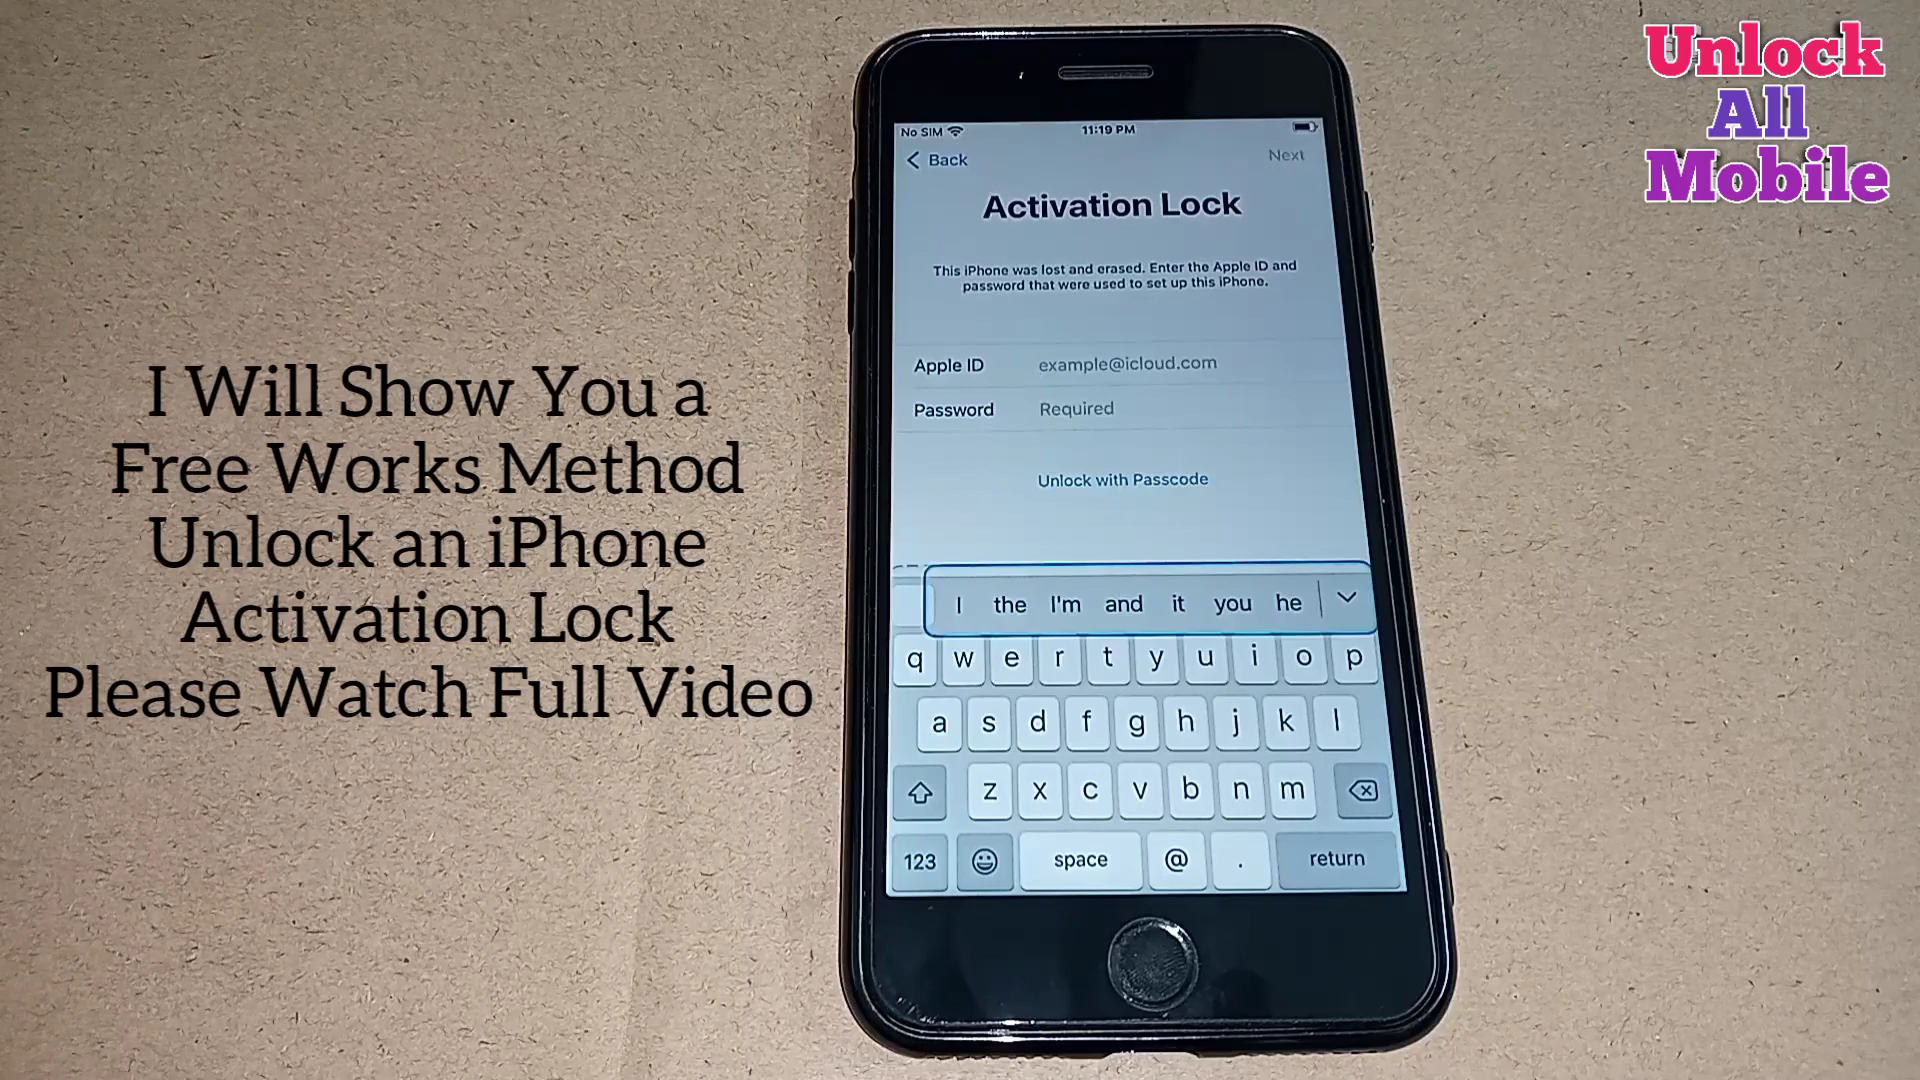 Unlock
All
Mobile
I Will Show You a
Free Works Method
Unlock an iPhone
Activation Lock
Please Watch Full Video
No SIM 11:19 PM
Back Next
Activation Lock
This iPhone was lost and erased. Enter the Apple ID and
password that were used to set up this iPhone.
Apple ID example@icloud.com
Password Required
Unlock with Passcode
I the I'm and it you he
q w e r t y u i o p
a s d f g h j k l
z x c v b n m
123 space @ . return